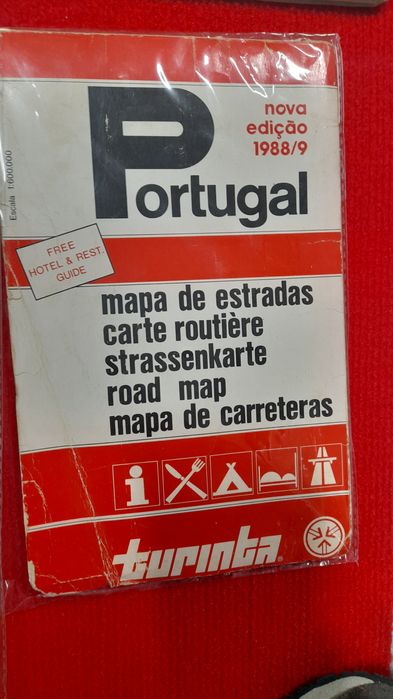 Escala 1:600.000
Portugal
nova
edição
1988/9
FREE
HOTEL & REST.
GUIDE
mapa de estradas
carte routière
strassenkarte
road map
mapa de carreteras
i
turinta